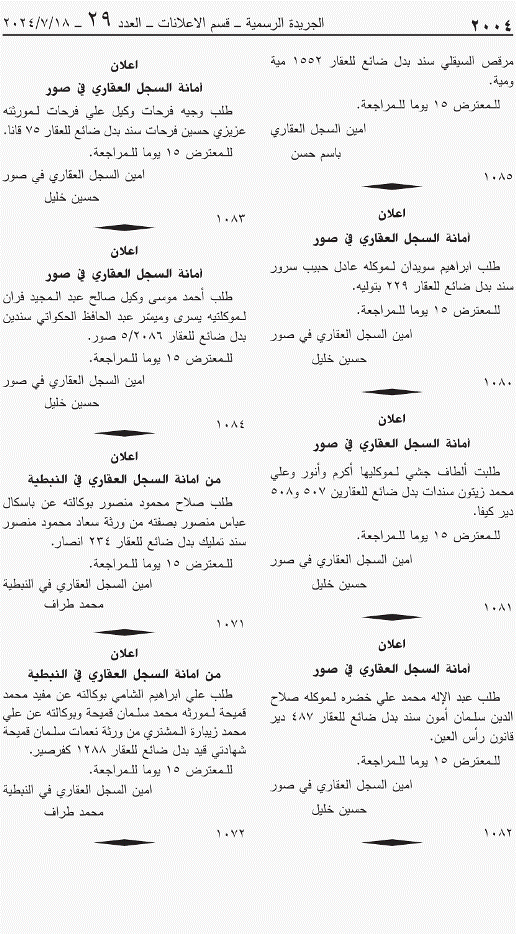 ٢٠٠٤
الجريدة الرسمية ــ قسم الاعلانات ــ العدد ٢٩ ــ ٢٠٢٤/٧/١٨
مرقص السيقلي سند بدل ضائع للعقار ١٥٥٢ مية
ومية.
للمعترض ١٥ يوما للمراجعة.
امين السجل العقاري
باسم حسن
١٠٨٥
اعلان
أمانة السجل العقاري في صور
طلب ابراهيم سويدان لموكله عادل حبيب سرور
سند بدل ضائع للعقار ٢٢٩ بتوليه.
للمعترض ١٥ يوما للمراجعة.
امين السجل العقاري في صور
حسين خليل
١٠٨٠
اعلان
أمانة السجل العقاري في صور
طلبت ألطاف جشي لموكليها أكرم وأنور وعلي
محمد زيتون سندات بدل ضائع للعقارين ٥٠٧ و٥٠٨
دير كيفا.
للمعترض ١٥ يوما للمراجعة.
امين السجل العقاري في صور
حسين خليل
١٠٨١
اعلان
أمانة السجل العقاري في صور
طلب عبد الإله محمد علي خضره لموكله صلاح
الدين سلمان أمون سند بدل ضائع للعقار ٤٨٧ دير
قانون رأس العين.
للمعترض ١٥ يوما للمراجعة.
امين السجل العقاري في صور
حسين خليل
١٠٨٢
اعلان
أمانة السجل العقاري في صور
طلب وجيه فرحات وكيل علي فرحات لمورثته
عزيزي حسين فرحات سند بدل ضائع للعقار ٧٥ قانا.
للمعترض ١٥ يوما للمراجعة.
امين السجل العقاري في صور
حسين خليل
١٠٨٣
اعلان
أمانة السجل العقاري في صور
طلب أحمد موسى وكيل صالح عبد المجيد فران
لموكلتيه يسرى وميسّر عبد الحافظ الحكواتي سندين
بدل ضائع للعقار ٥/٢٠٨٦ صور.
للمعترض ١٥ يوما للمراجعة.
امين السجل العقاري في صور
حسين خليل
١٠٨٤
اعلان
من امانة السجل العقاري في النبطية
طلب صلاح محمود منصور بوكالته عن باسكال
عباس منصور بصفته من ورثة سعاد محمود منصور
سند تمليك بدل ضائع للعقار ٢٣٤ انصار.
للمعترض ١٥ يوما للمراجعة.
امين السجل العقاري في النبطية
محمد طراف
١٠٧١
اعلان
من امانة السجل العقاري في النبطية
طلب علي ابراهيم الشامي بوكالته عن مفيد محمد
قميحة لمورثه محمد سلمان قميحة وبوكالته عن علي
محمد زيبارة المشتري من ورثة نعمات سلمان قميحة
شهادتي قيد بدل ضائع للعقار ١٢٨٨ كفرصير.
للمعترض ١٥ يوما للمراجعة.
امين السجل العقاري في النبطية
محمد طراف
١٠٧٢